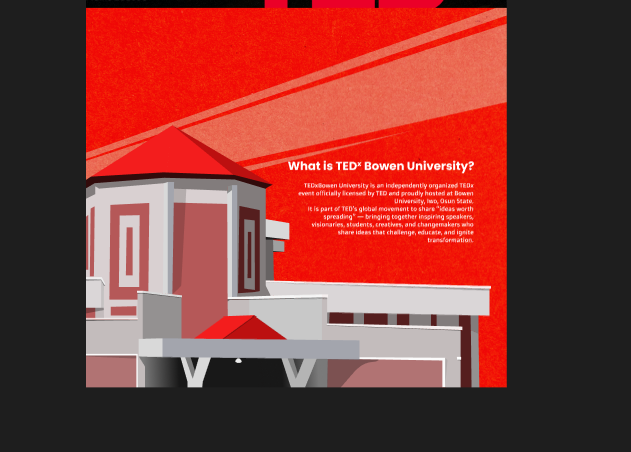 What is TEDˣ Bowen University?
TEDxBowen University is an independently organized TEDx
event officially licensed by TED and proudly hosted at Bowen
University, Iwo, Osun State.
It is part of TED's global movement to share "ideas worth
spreading" — bringing together inspiring speakers,
visionaries, students, creatives, and changemakers who
share ideas that challenge, educate, and ignite
transformation.